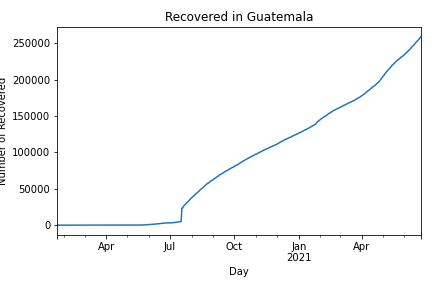 Recovered in Guatemala
250000
200000
150000
100000
50000
0
Number of Recovered
Apr
Jul
Oct
Jan
2021
Apr
Day